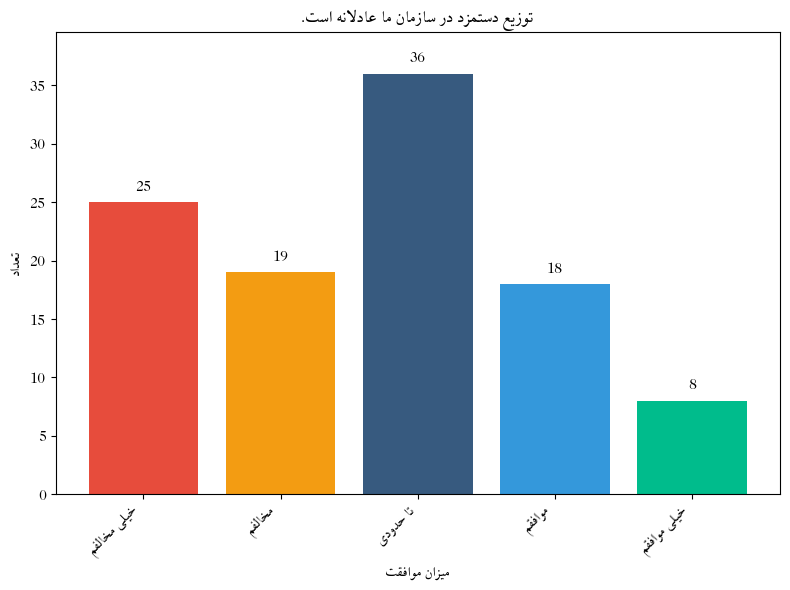 توزیع دستمزد در سازمان ما عادلانه است.
تعداد
35
30
25
20
15
10
5
0
25
19
36
18
8
خیلی مخالفم
مخالفم
تا حدودی
موافقم
خیلی موافقم
میزان موافقت